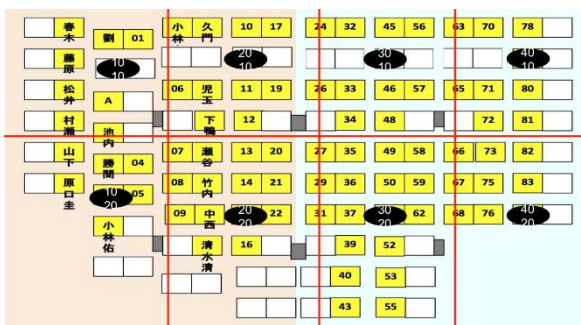 春木 劉 01 小林 久門 10 17 24 32 45 56 63 70 78
藤原 10 20 30 40
10 10 10 10
松井 A 06 児玉 11 19 26 33 46 57 65 71 80
村瀬 池内 下鴨 12 34 48 72 81
山下 勝間 04 07 瀬谷 13 20 27 35 49 58 66 73 82
原口圭 10 05 08 竹内 14 21 29 36 50 59 67 75 83
20
小林佑 09 中西 20 22 31 37 30 62 68 76 40
20 20 20
清水清 16 39 52
40 53
43 55